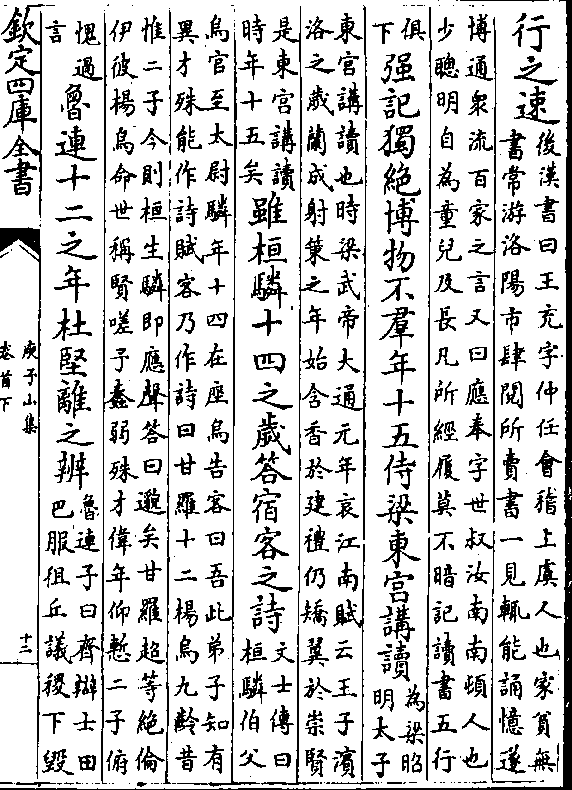 行之速
後漢書曰王充字仲任會稽上虞人也家貧無
書常游洛陽市肆閱所賣書一見輒能誦憶遂
博通衆流百家之言又曰應奉字世叔汝南南頓人也
少聰明自為童兒及長凡所經履莫不暗記讀書五行
俱
下
强記獨絶博物不羣年十五侍梁東宮講讀
為梁昭
明太子
東宮講讀也時梁武帝大通元年哀江南賦云王子濱
洛之歲蘭成射策之年始含香於建禮仍矯翼於崇賢
是東宮講讀
時年十五矣
雖桓驎十四之歲答宿客之詩
文士傳曰
桓驎伯父
烏官至太尉驎年十四在座烏告客曰吾此弟子知有
異才殊能作詩賦客乃作詩曰甘羅十二楊烏九齡昔
惟二子今則桓生驎即應聲答曰邈矣甘羅超等絶倫
伊彼楊烏命世稱賢嗟予蠢弱殊才偉年仰慙二子俯
愧過
言
魯連十二之年杜堅離之辨
魯連子曰齊辯士田
巴服徂丘議稷下毁
欽定四庫全書
庾子山集
卷首下
十三